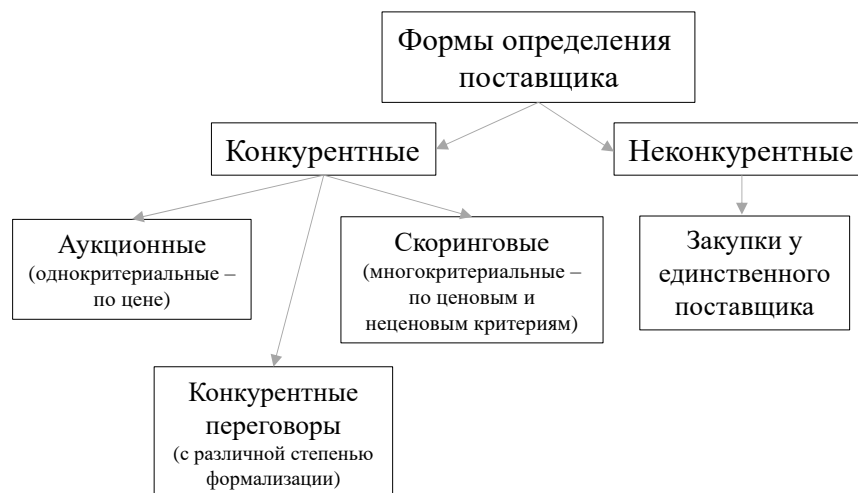 Формы определения
поставщика
Конкурентные
Неконкурентные
Аукционные
(однокритериальные –
по цене)
Скоринговые
(многокритериальные –
по ценовым и
неценовым критериям)
Закупки у
единственного
поставщика
Конкурентные
переговоры
(с различной степенью
формализации)